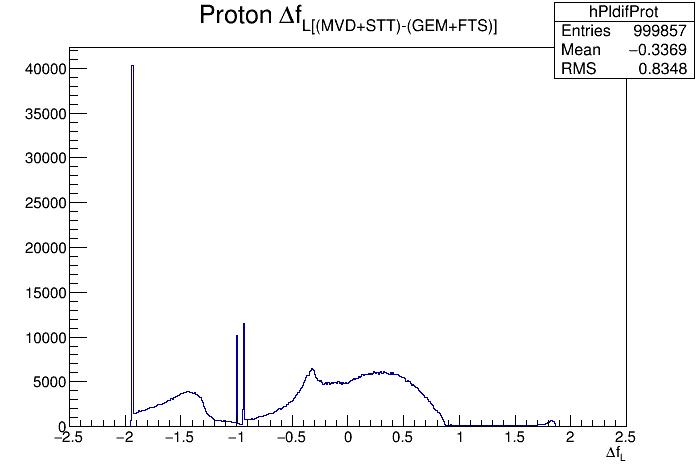 Proton Δf_L[(MVD+STT)-(GEM+FTS)]
hPldifProt
Entries 999857
Mean −0.3369
RMS 0.8348
40000
35000
30000
25000
20000
15000
10000
5000
0
−2.5 −2 −1.5 −1 −0.5 0 0.5 1 1.5 2 2.5
Δf_L